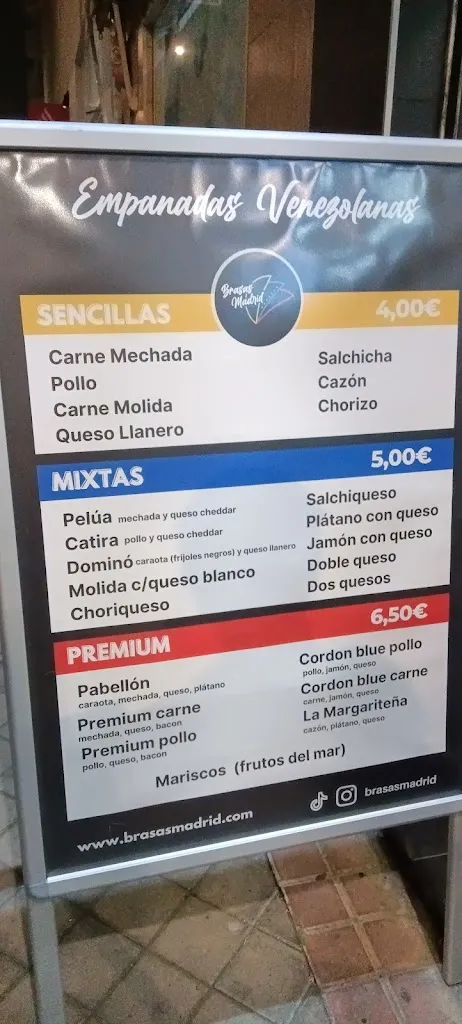 Empanadas Venezolanas
Brasas
Madrid
SENCILLAS 4,00€
Carne Mechada
Pollo
Carne Molida
Queso Llanero
Salchicha
Cazón
Chorizo
MIXTAS 5,00€
Pelúa mechada y queso cheddar
Catira pollo y queso cheddar
Dominó caraota (frijoles negros) y queso llanero
Molida c/queso blanco
Choriqueso
Salchiqueso
Plátano con queso
Jamón con queso
Doble queso
Dos quesos
PREMIUM 6,50€
Pabellón
caraota, mechada, queso, plátano
Premium carne
mechada, queso, bacon
Premium pollo
pollo, queso, bacon
Cordon blue pollo
pollo, jamón, queso
Cordon blue carne
carne, jamón, queso
La Margariteña
cazón, plátano, queso
Mariscos (frutos del mar)
www.brasasmadrid.com
brasasmadrid